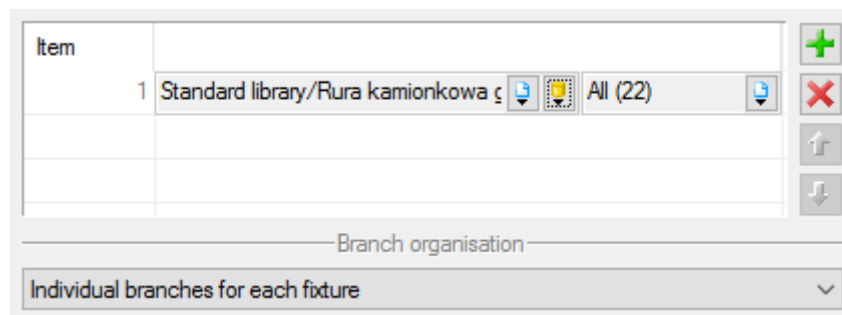 Item
1 Standard library/Rura kamionkowa g All (22)
Branch organisation
Individual branches for each fixture